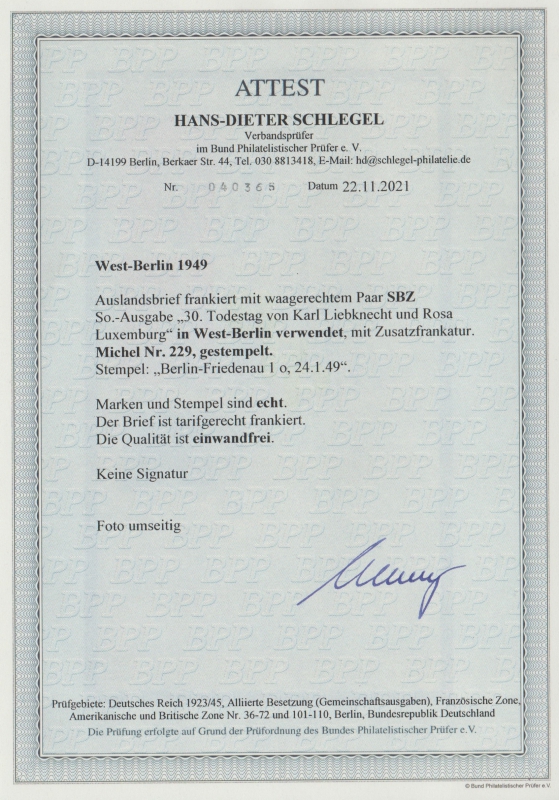 ATTEST
HANS-DIETER SCHLEGEL
Verbandsprüfer
im Bund Philatelistischer Prüfer e. V.
D-14199 Berlin, Berkaer Str. 44, Tel. 030 8813418, E-Mail: hd@schlegel-philatelie.de
Nr. 040365 Datum 22.11.2021
West-Berlin 1949
Auslandsbrief frankiert mit waagerechtem Paar SBZ
So.-Ausgabe „30. Todestag von Karl Liebknecht und Rosa
Luxemburg“ in West-Berlin verwendet, mit Zusatzfrankatur.
Michel Nr. 229, gestempelt.
Stempel: „Berlin-Friedenau 1 o, 24.1.49“.
Marken und Stempel sind echt.
Der Brief ist tarifgerecht frankiert.
Die Qualität ist einwandfrei.
Keine Signatur
Foto umseitig
Prüfgebiete: Deutsches Reich 1923/45, Alliierte Besetzung (Gemeinschaftsausgaben), Französische Zone,
Amerikanische und Britische Zone Nr. 36-72 und 101-110, Berlin, Bundesrepublik Deutschland
Die Prüfung erfolgte auf Grund der Prüfordnung des Bundes Philatelistischer Prüfer e.V.
© Bund Philatelistischer Prüfer e.V.